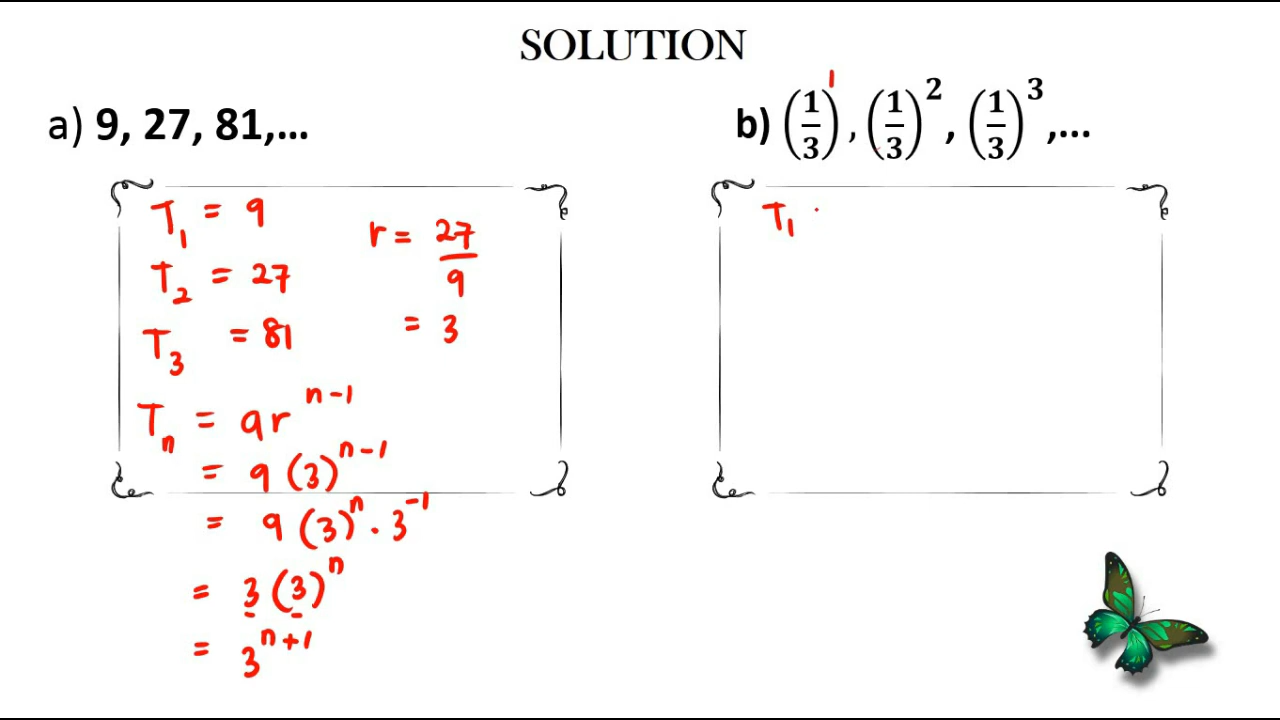 SOLUTION
a) 9, 27, 81,...
T₁ = 9
T₂ = 27
T₃ = 81
r = 27/9
= 3
Tₙ = ar^(n-1)
= 9(3)^(n-1)
= 9(3)^n · 3^(-1)
= 3(3)^n
= 3^(n+1)
b) (1/3)^1, (1/3)^2, (1/3)^3,...
T₁